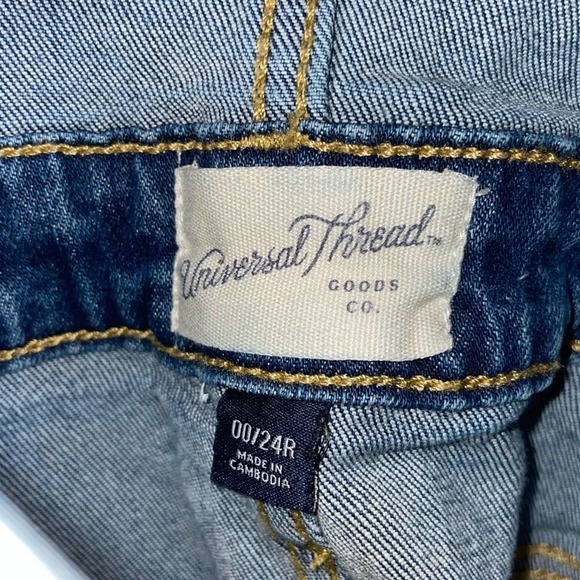 Universal Thread™
GOODS
CO.
00/24R
MADE IN
CAMBODIA